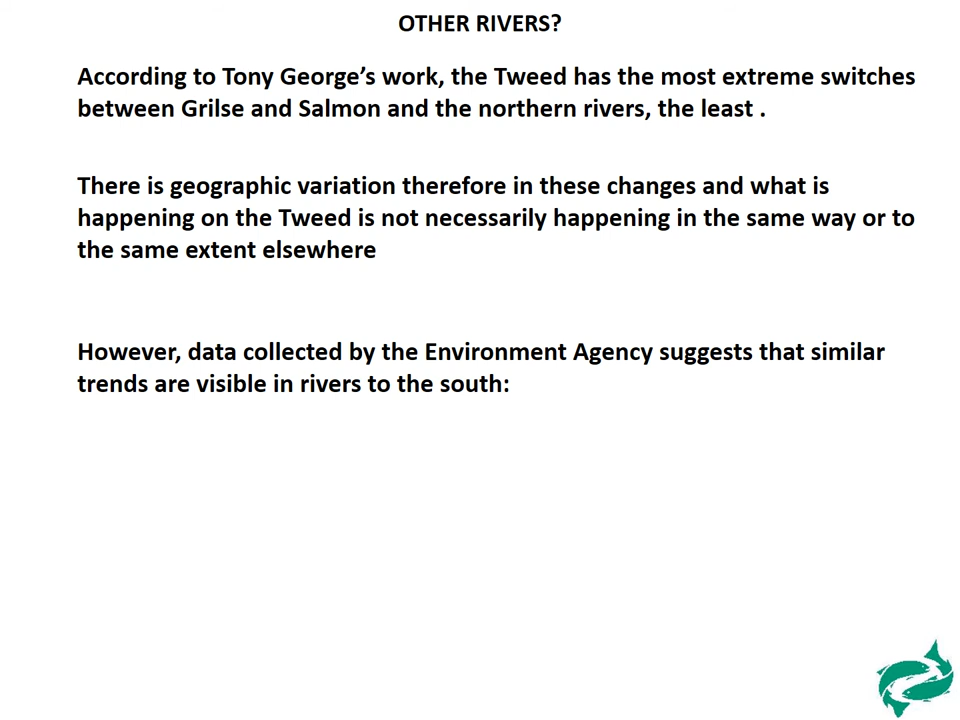 OTHER RIVERS?
According to Tony George’s work, the Tweed has the most extreme switches
between Grilse and Salmon and the northern rivers, the least .
There is geographic variation therefore in these changes and what is
happening on the Tweed is not necessarily happening in the same way or to
the same extent elsewhere
However, data collected by the Environment Agency suggests that similar
trends are visible in rivers to the south: